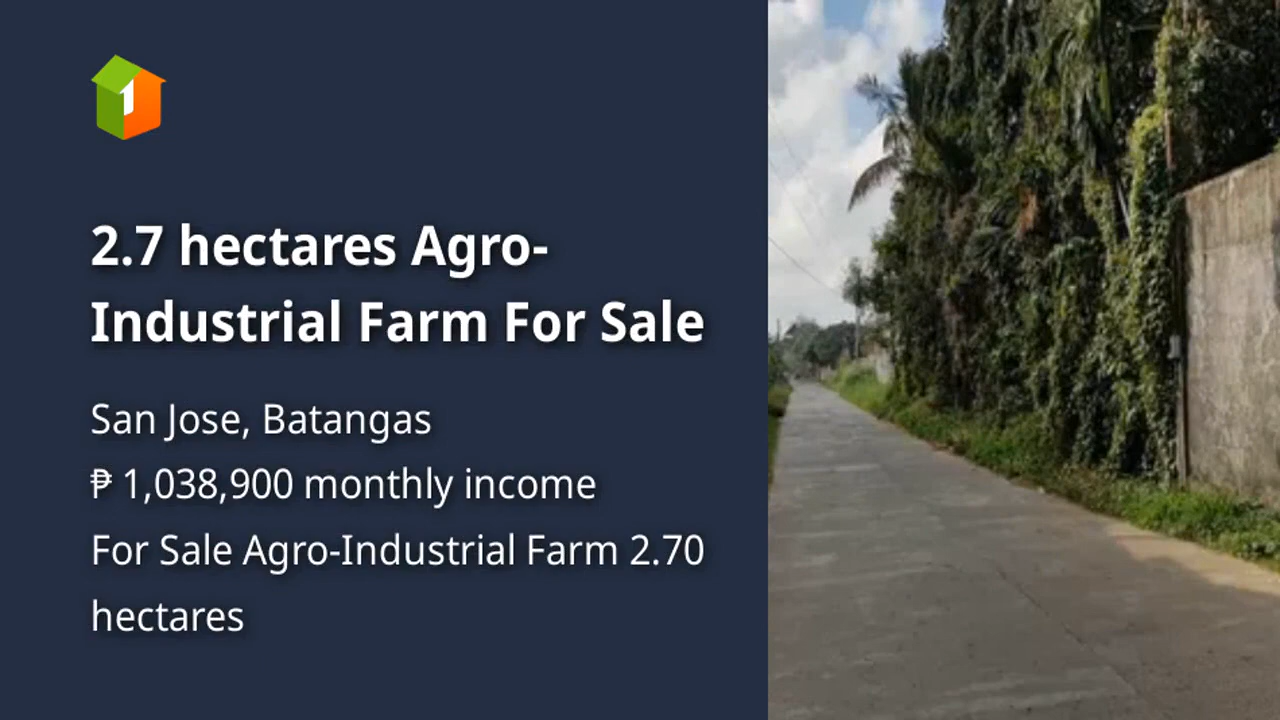 2.7 hectares Agro-
Industrial Farm For Sale
San Jose, Batangas
₱ 1,038,900 monthly income
For Sale Agro-Industrial Farm 2.70
hectares